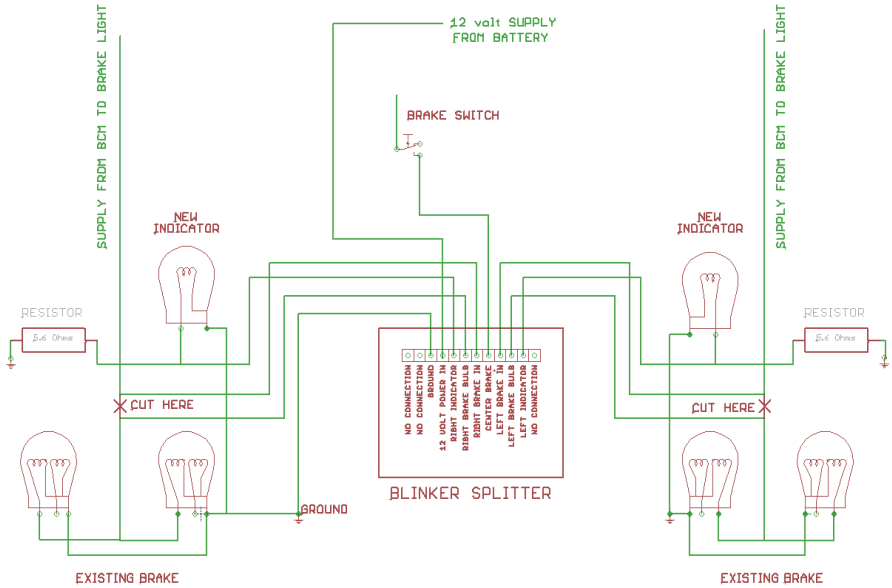 12 valt SUPPLY
FROM BATTERY
SUPPLY FROM BCM TO BRAKE LIGHT
SUPPLY FROM BCM TO BRAKE LIGHT
BRAKE SWITCH
NEW
INDICATOR
NEW
INDICATOR
RESISTOR
5.6 Ohms
RESISTOR
5.6 Ohms
NO CONNECTION
NO CONNECTION
GROUND
12 VOLT POWER IN
RIGHT INDICATOR
RIGHT BRAKE BULB
RIGHT BRAKE IN
CENTER BRAKE
LEFT BRAKE IN
LEFT BRAKE BULB
LEFT INDICATOR
NO CONNECTION
CUT HERE
CUT HERE
BLINKER SPLITTER
GROUND
EXISTING BRAKE
EXISTING BRAKE